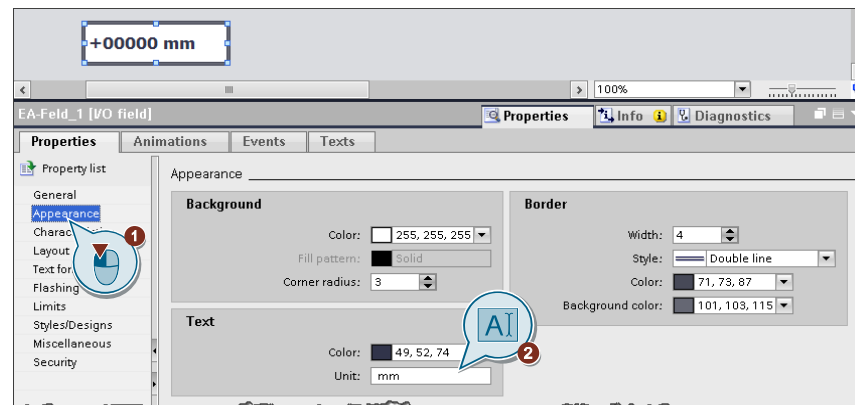 +00000 mm
100%
EA-Feld_1 [I/O field]
Properties
Info
Diagnostics
Properties
Animations
Events
Texts
Property list
Appearance
General
Appearance
Layout
Flashing
Limits
Styles/Designs
Miscellaneous
Security
Background
Color: 255, 255, 255
Fill pattern: Solid
Corner radius: 3
Text
Color: 49, 52, 74
Unit: mm
Border
Width: 4
Style: Double line
Color: 71, 73, 87
Background color: 101, 103, 115
1
A
2